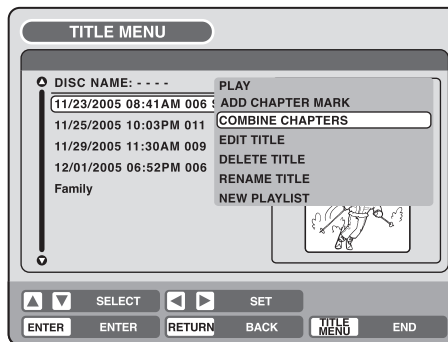 TITLE MENU
DISC NAME: - - - -
11/23/2005 08:41AM 006 S
11/25/2005 10:03PM 011
11/29/2005 11:30AM 009
12/01/2005 06:52PM 006
Family
PLAY
ADD CHAPTER MARK
COMBINE CHAPTERS
EDIT TITLE
DELETE TITLE
RENAME TITLE
NEW PLAYLIST
SELECT SET
ENTER ENTER RETURN BACK TITLE MENU END